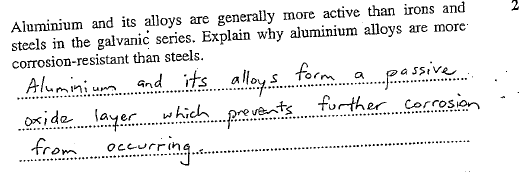 Aluminium and its alloys are generally more active than irons and 2
steels in the galvanic series. Explain why aluminium alloys are more
corrosion-resistant than steels.
Aluminium and its alloys form a passive
oxide layer which prevents further corrosion
from occurring.